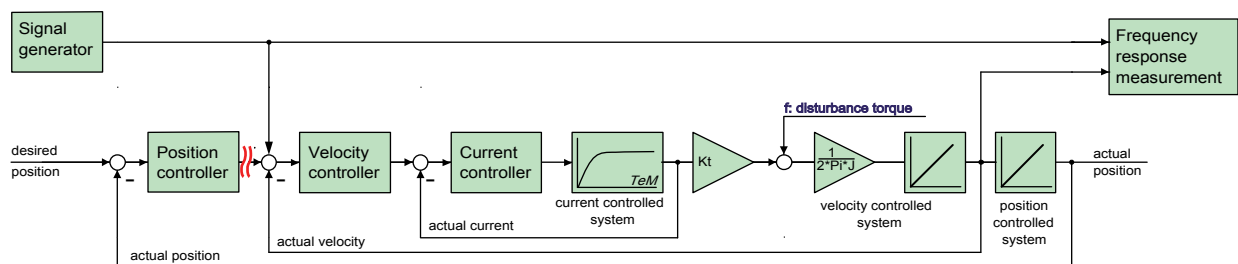 Signal
generator
Frequency
response
measurement
f: disturbance torque
desired
position
Position
controller
Velocity
controller
Current
controller
TeM
Kt
1
2*Pi*J
actual
position
current controlled
system
velocity controlled
system
position
controlled
system
actual current
actual velocity
actual position